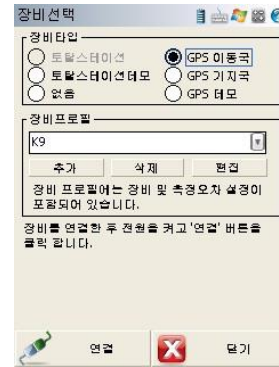 장비선택
장비타입
토탈스테이션
GPS 이동국
토탈스테이션데모
GPS 기지국
없음
GPS 데모
장비프로필
K9
추가
삭제
편집
장비 프로필에는 장비 및 측정오차 설정이
포함되어 있습니다.
장비를 연결한 후 전원을 켜고 '연결' 버튼을
클릭 합니다.
연결
닫기